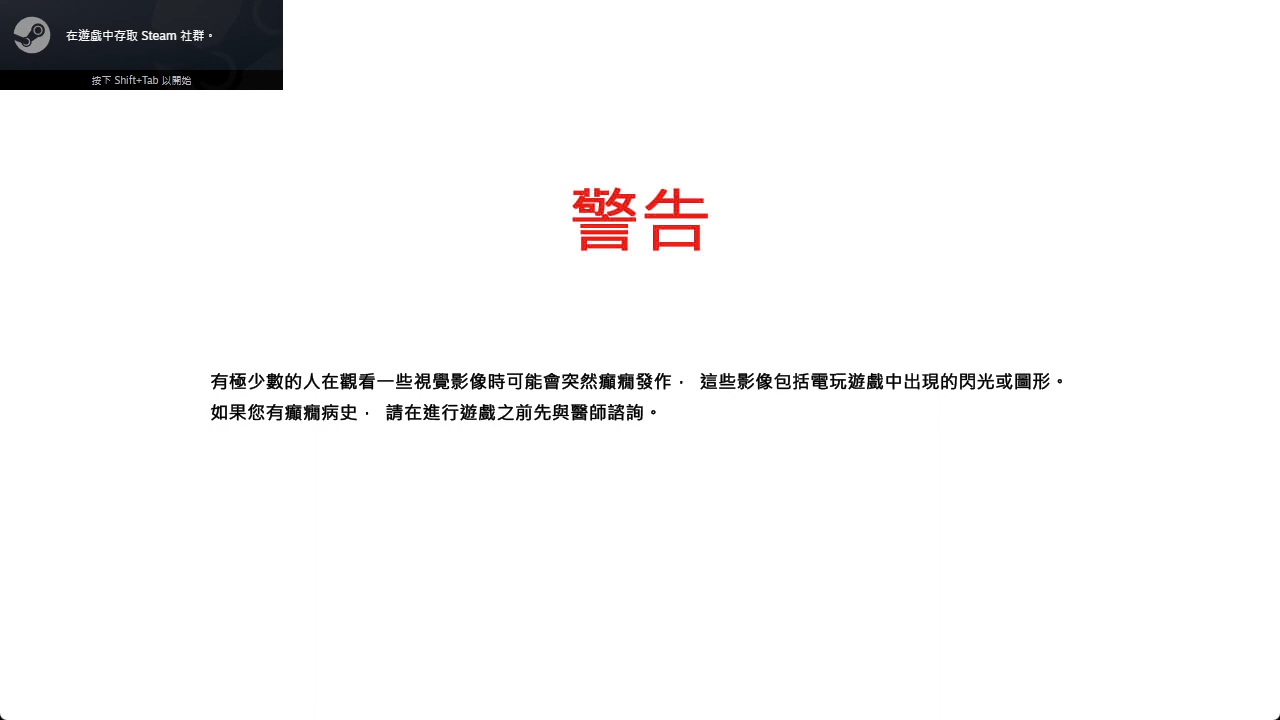 在遊戲中存取 Steam 社群。
按下 Shift+Tab 以開始
警告
有極少數的人在觀看一些視覺影像時可能會突然癲癇發作， 這些影像包括電玩遊戲中出現的閃光或圖形。
如果您有癲癇病史， 請在進行遊戲之前先與醫師諮詢。